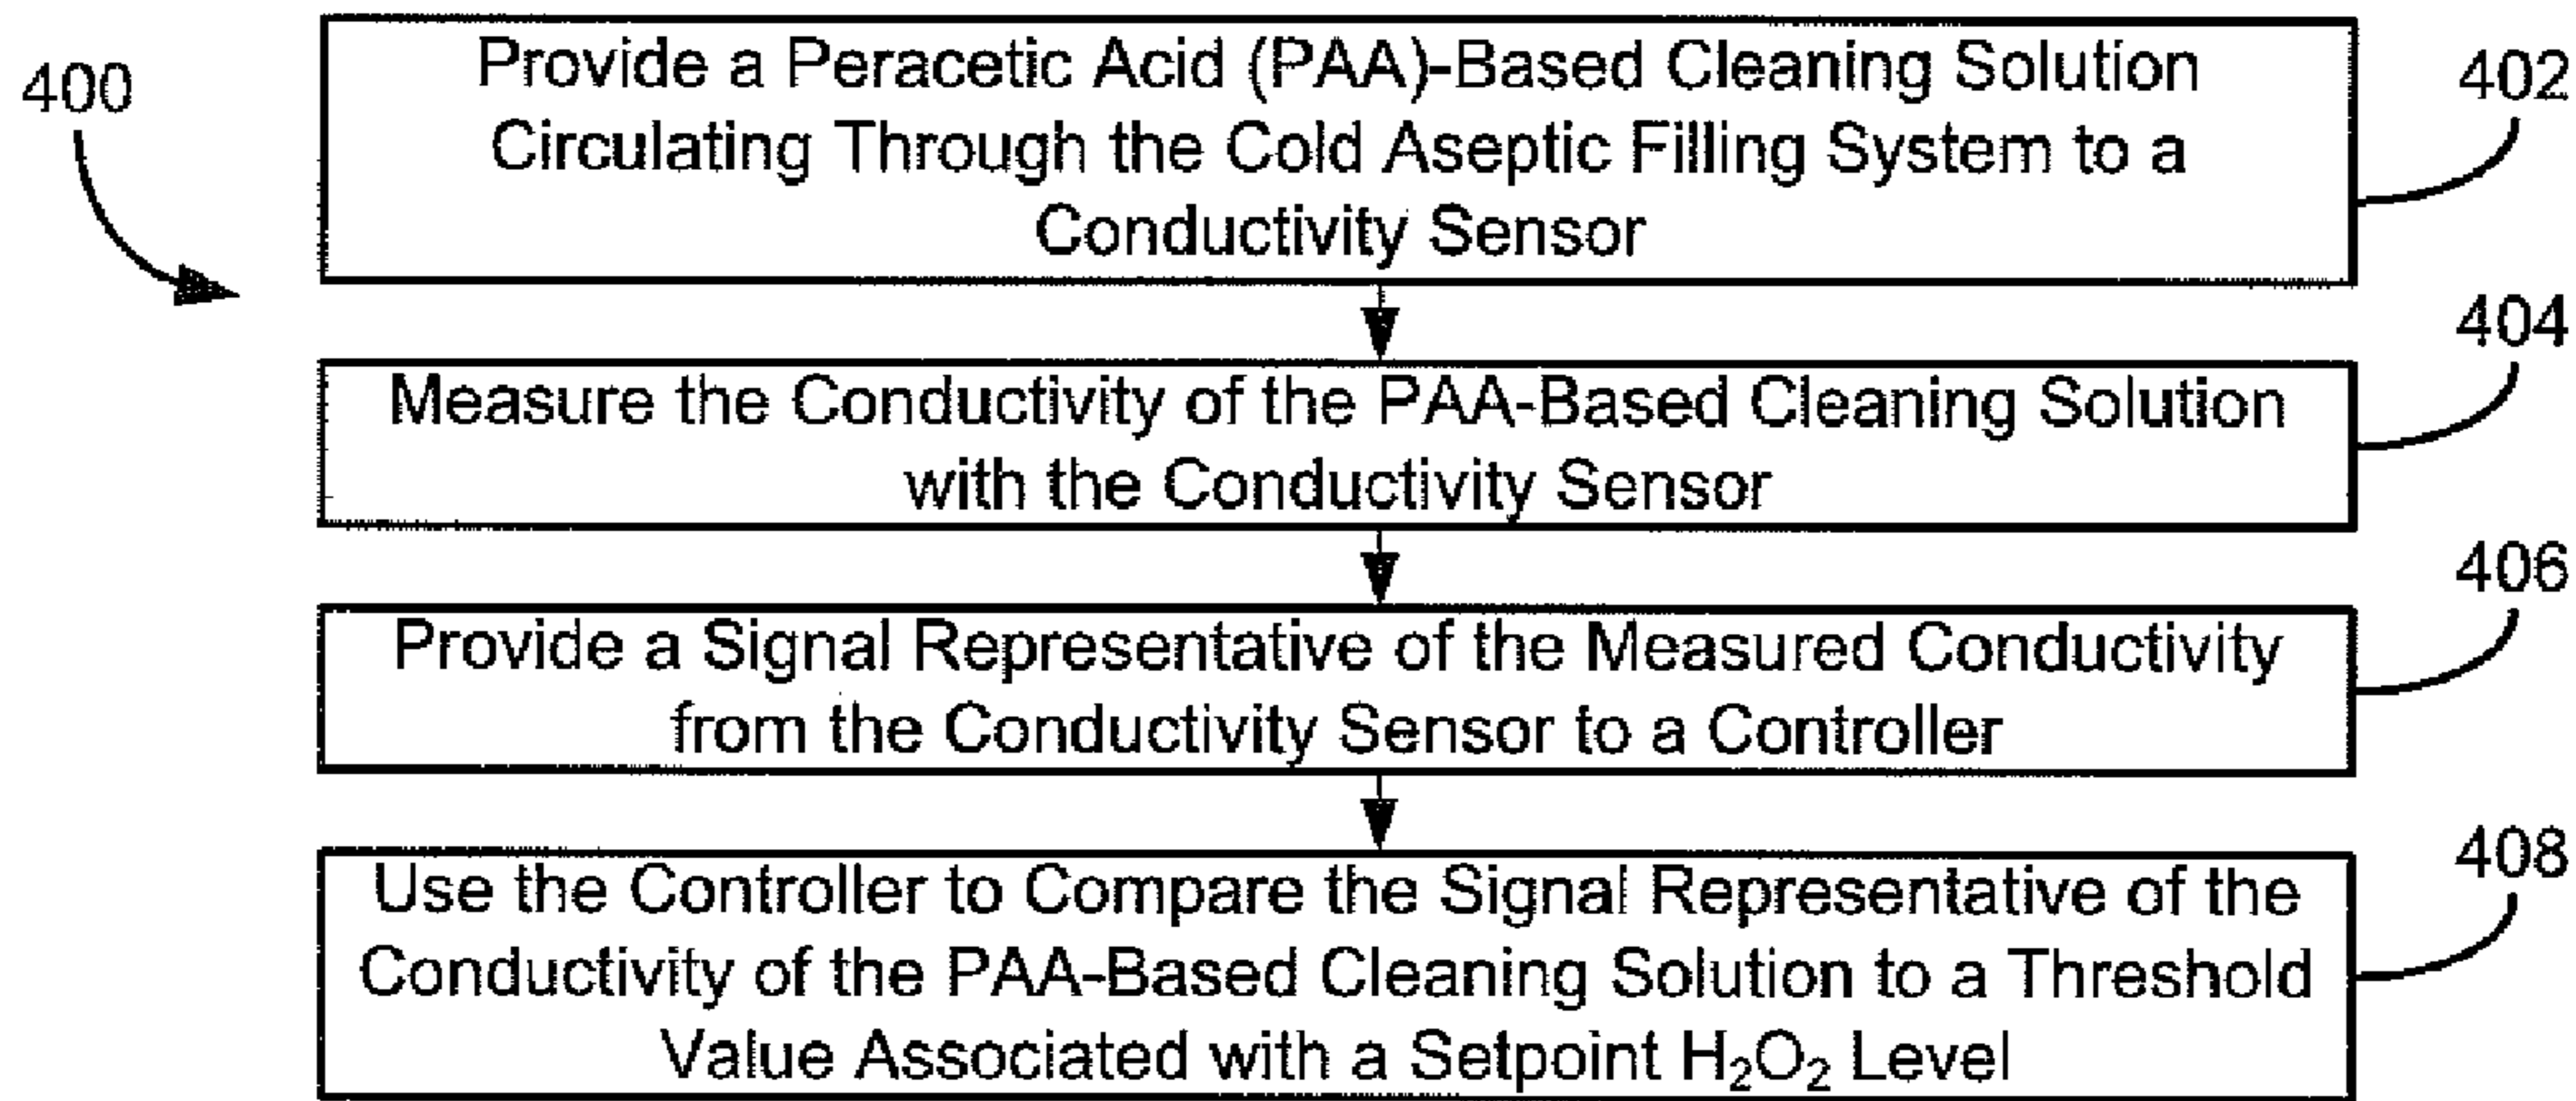 400
Provide a Peracetic Acid (PAA)-Based Cleaning Solution
Circulating Through the Cold Aseptic Filling System to a
Conductivity Sensor
402
Measure the Conductivity of the PAA-Based Cleaning Solution
with the Conductivity Sensor
404
Provide a Signal Representative of the Measured Conductivity
from the Conductivity Sensor to a Controller
406
Use the Controller to Compare the Signal Representative of the
Conductivity of the PAA-Based Cleaning Solution to a Threshold
Value Associated with a Setpoint H₂O₂ Level
408